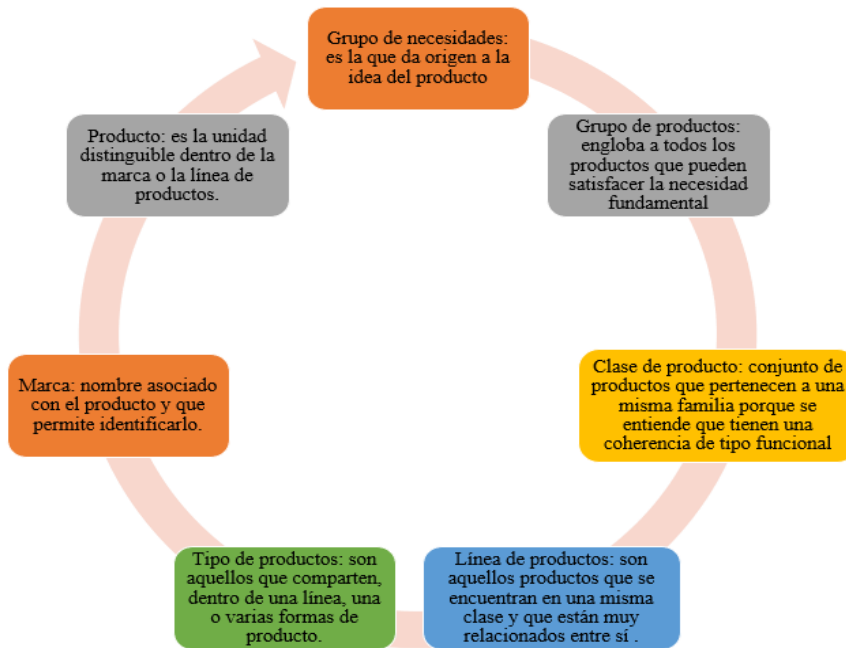 Grupo de necesidades:
es la que da origen a la
idea del producto
Grupo de productos:
engloba a todos los
productos que pueden
satisfacer la necesidad
fundamental
Clase de producto: conjunto de
productos que pertenecen a una
misma familia porque se
entiende que tienen una
coherencia de tipo funcional
Línea de productos: son
aquellos productos que se
encuentran en una misma
clase y que están muy
relacionados entre sí .
Tipo de productos: son
aquellos que comparten,
dentro de una línea, una
o varias formas de
producto.
Marca: nombre asociado
con el producto y que
permite identificarlo.
Producto: es la unidad
distinguible dentro de la
marca o la línea de
productos.